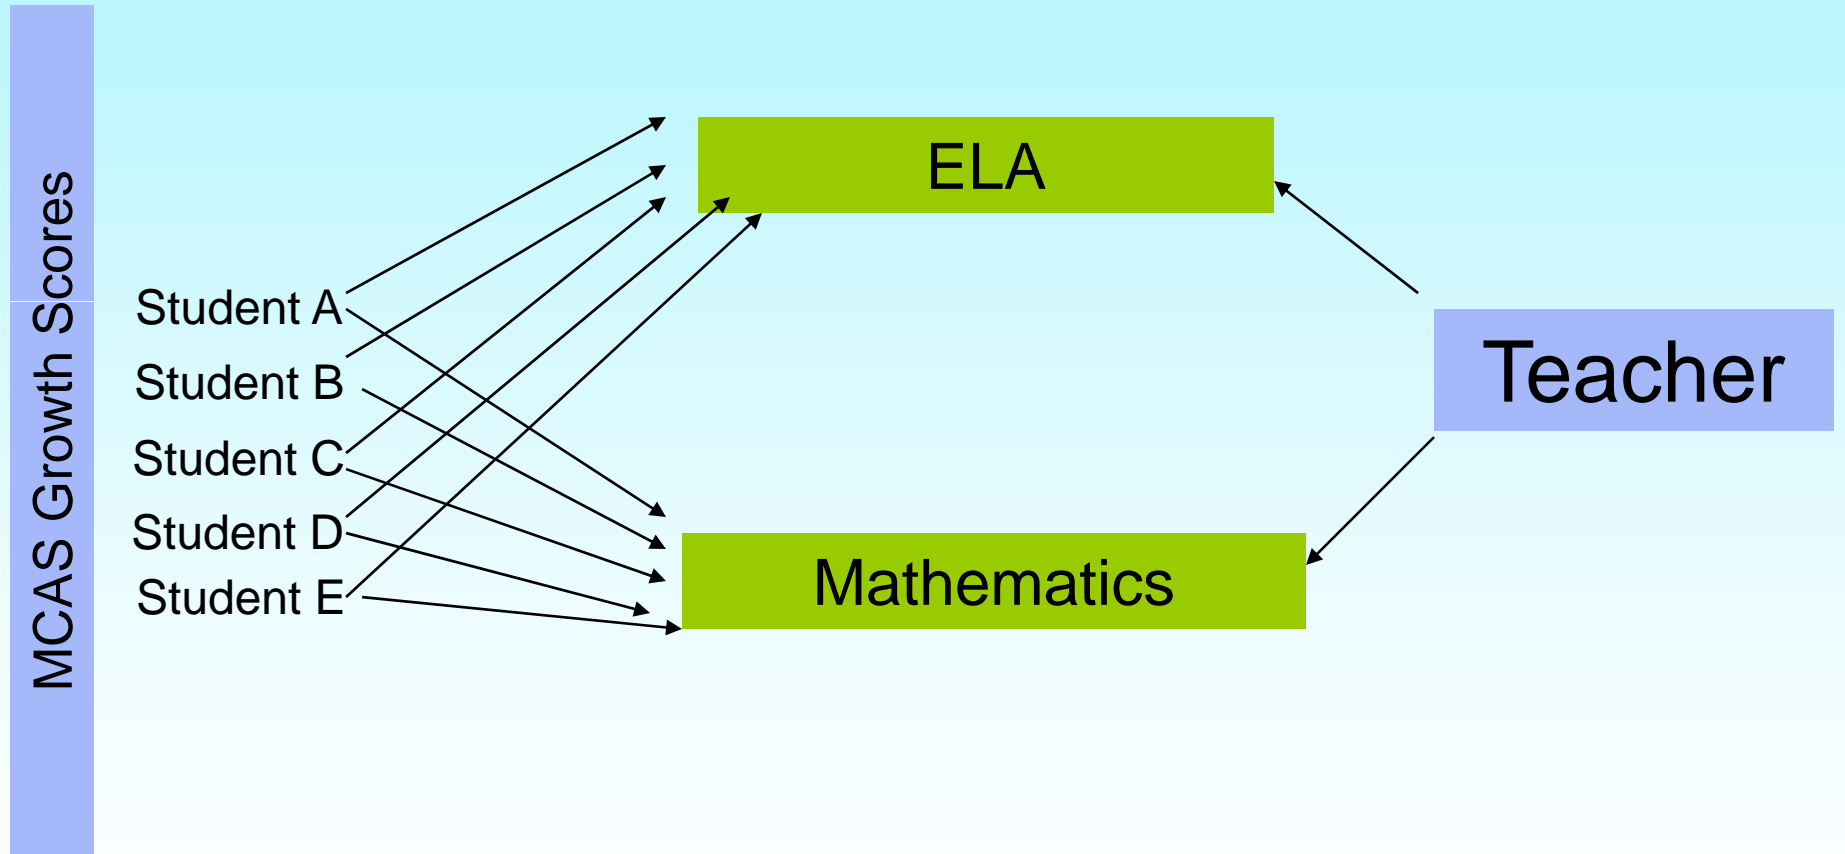 MCAS Growth Scores
ELA
Student A
Student B
Student C
Student D
Student E
Teacher
Mathematics